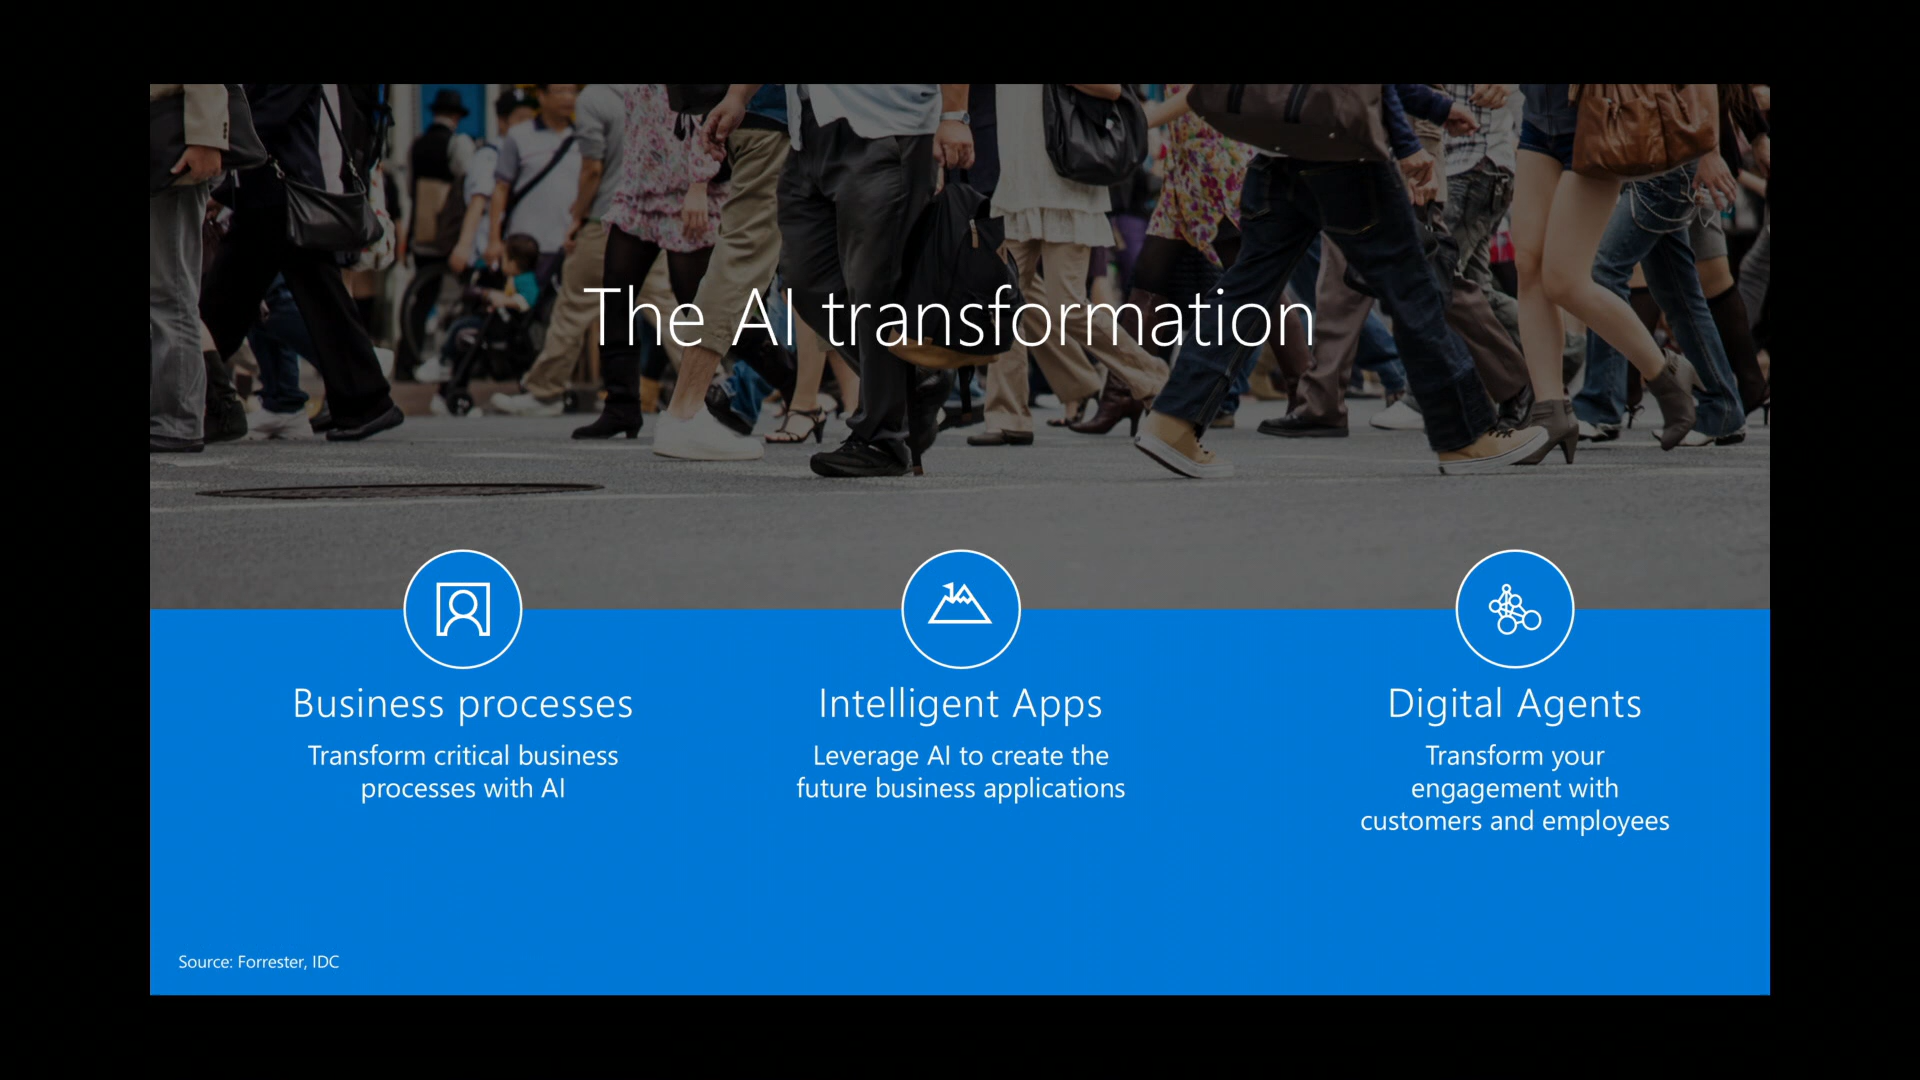 The AI transformation
Business processes
Transform critical business
processes with AI
Intelligent Apps
Leverage AI to create the
future business applications
Digital Agents
Transform your
engagement with
customers and employees
Source: Forrester, IDC